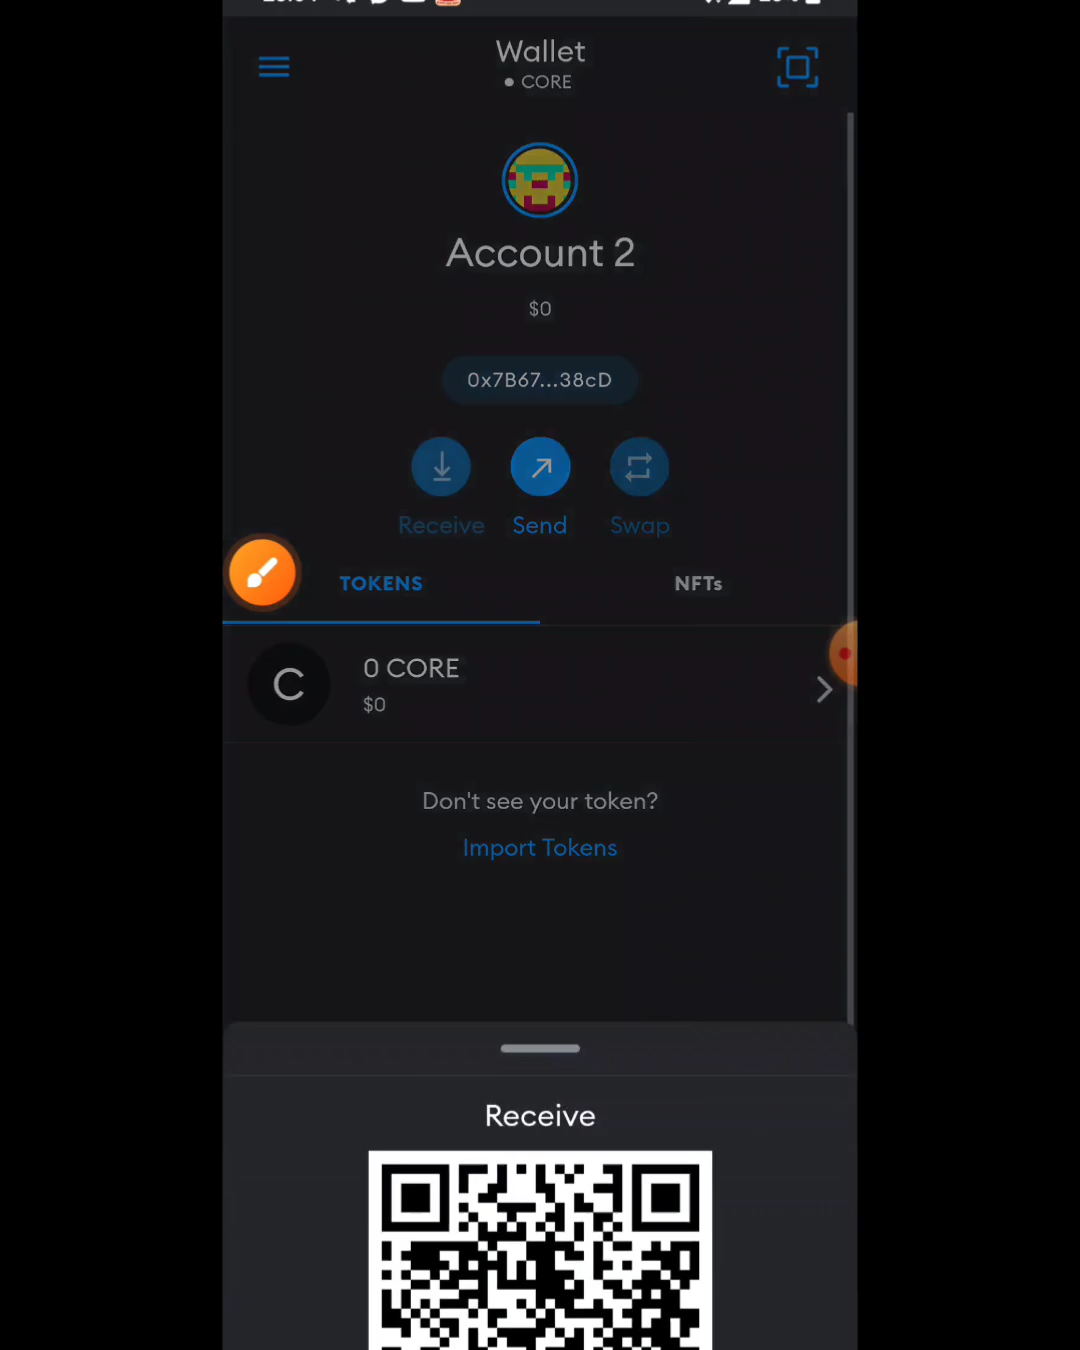 Wallet
CORE
Account 2
$0
0x7B67...38cD
Receive
Send
Swap
TOKENS
NFTs
C
0 CORE
$0
Don't see your token?
Import Tokens
Receive